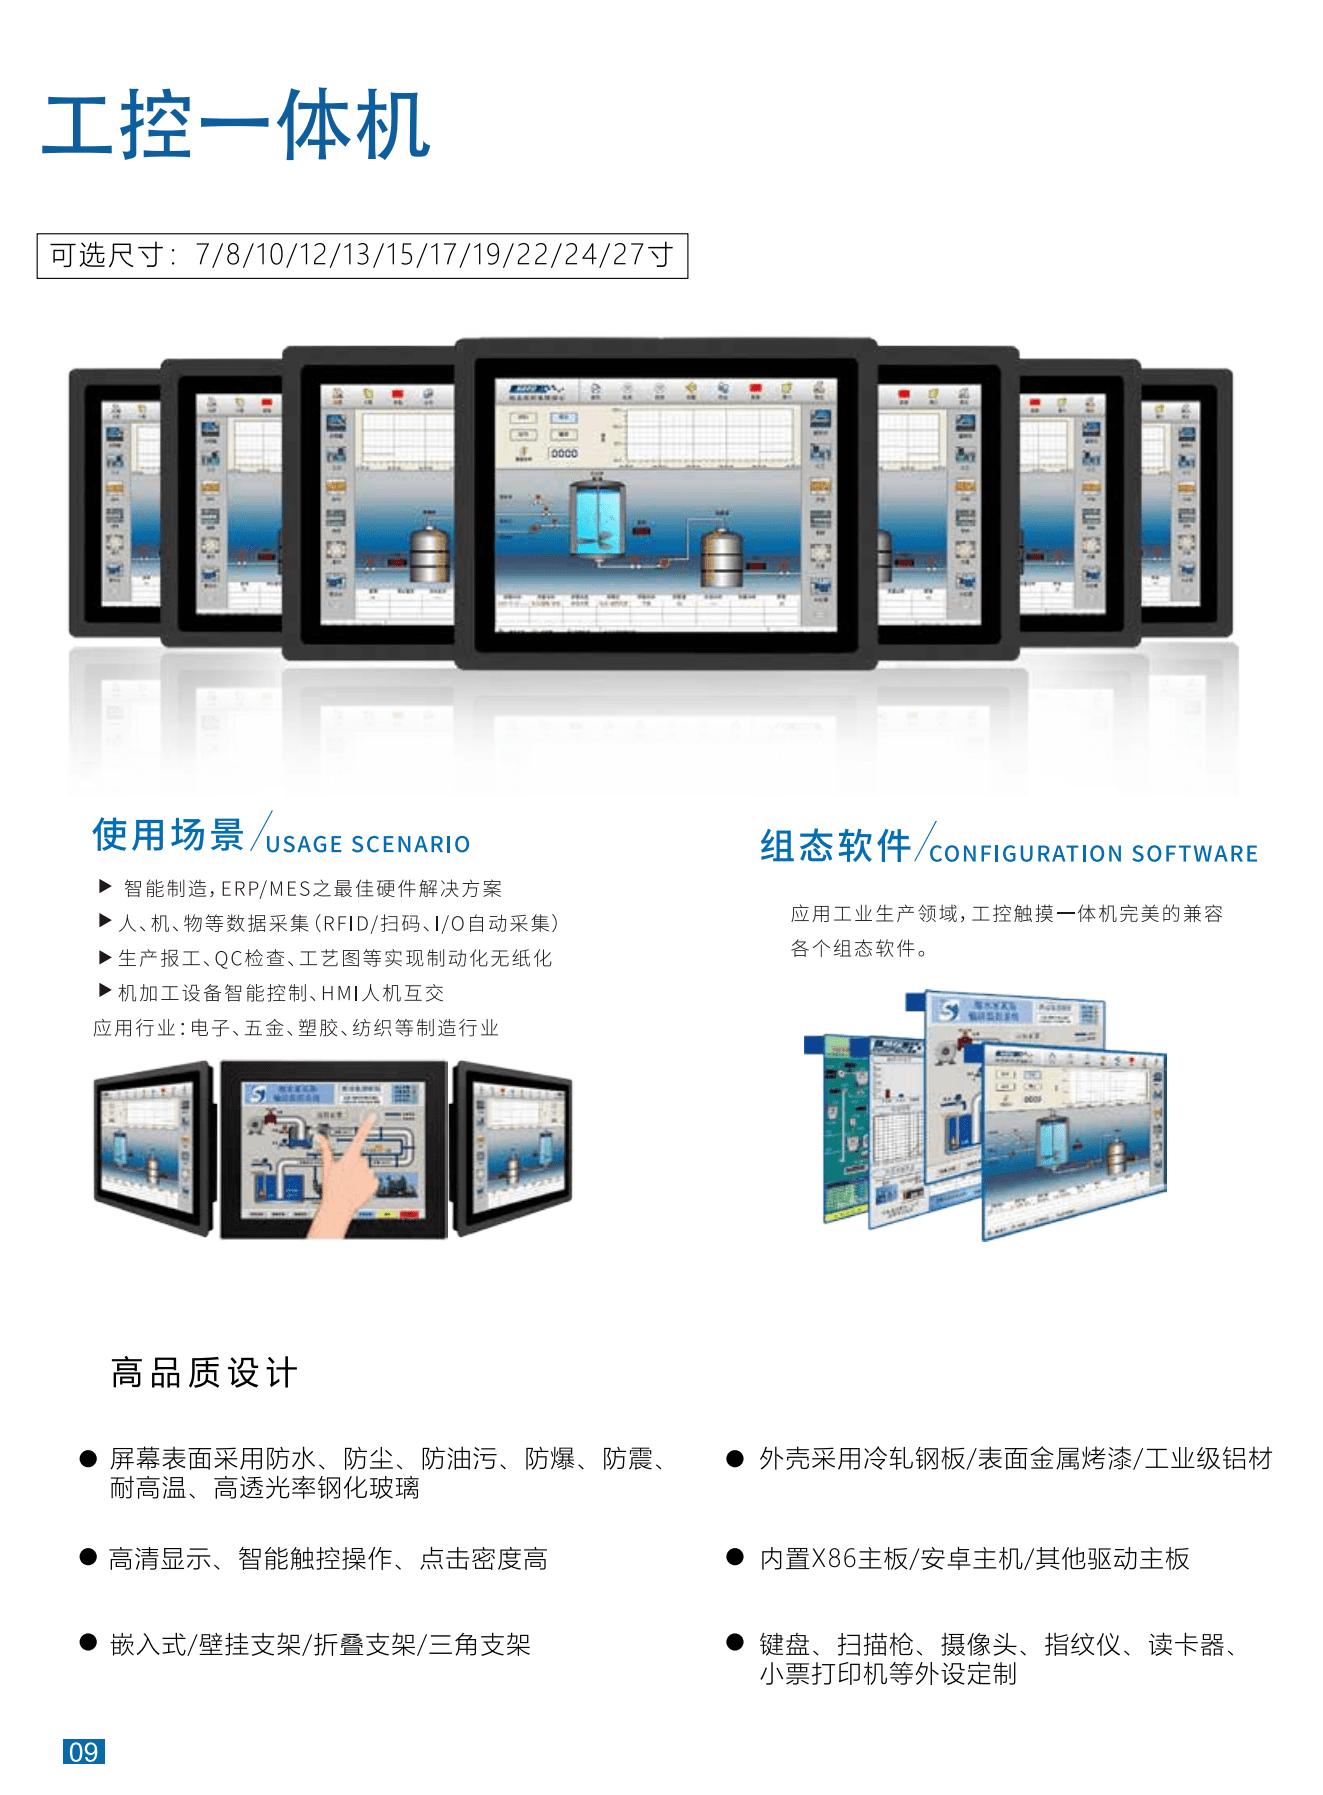 工控一体机
可选尺寸：7/8/10/12/13/15/17/19/22/24/27寸
0000
使用场景/USAGE SCENARIO
▶ 智能制造，ERP/MES之最佳硬件解决方案
▶ 人、机、物等数据采集（RFID/扫码、I/O自动采集）
▶ 生产报工、QC检查、工艺图等实现制动化无纸化
▶ 机加工设备智能控制、HMI人机互交
应用行业：电子、五金、塑胶、纺织等制造行业
组态软件/CONFIGURATION SOFTWARE
应用工业生产领域，工控触摸一体机完美的兼容
各个组态软件。
高品质设计
● 屏幕表面采用防水、防尘、防油污、防爆、防震、
耐高温、高透光率钢化玻璃
● 高清显示、智能触控操作、点击密度高
● 嵌入式/壁挂支架/折叠支架/三角支架
● 外壳采用冷轧钢板/表面金属烤漆/工业级铝材
● 内置X86主板/安卓主机/其他驱动主板
● 键盘、扫描枪、摄像头、指纹仪、读卡器、
小票打印机等外设定制
09